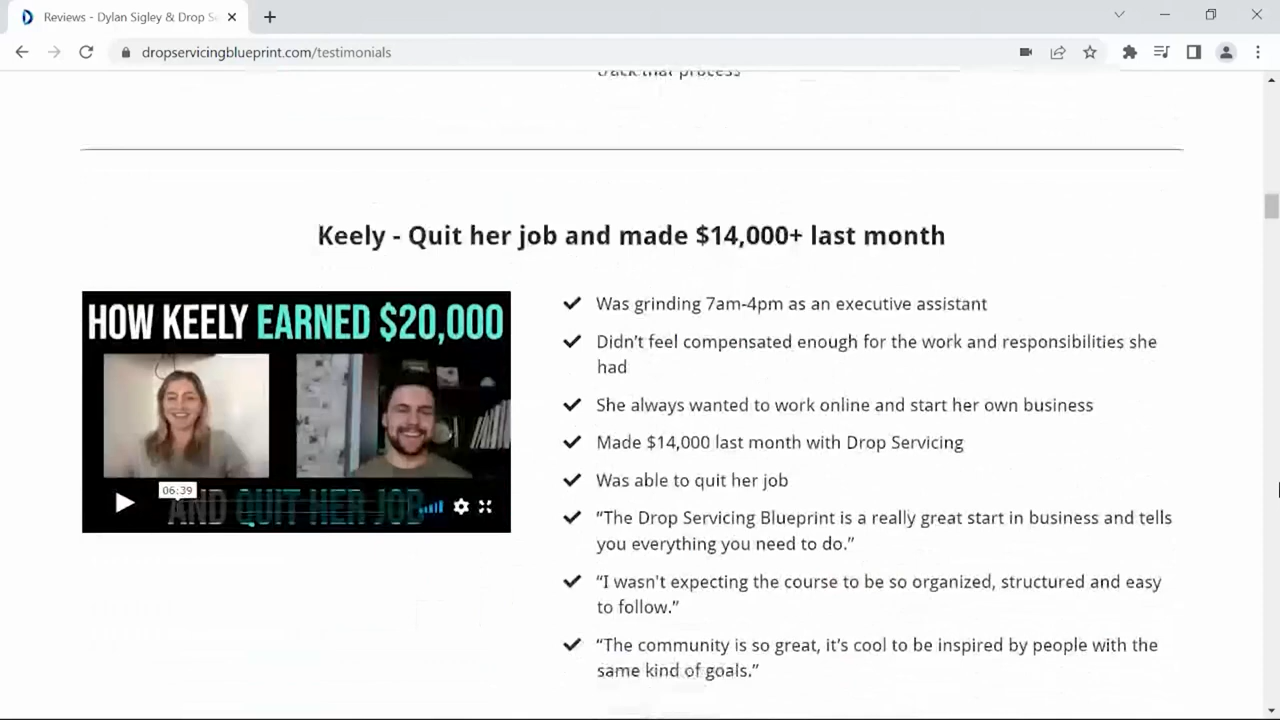 Reviews - Dylan Sigley & Drop Se
dropservicingblueprint.com/testimonials
track that process
Keely - Quit her job and made $14,000+ last month
HOW KEELY EARNED $20,000
06:39
AND QUIT HER JOB
Was grinding 7am-4pm as an executive assistant
Didn't feel compensated enough for the work and responsibilities she
had
She always wanted to work online and start her own business
Made $14,000 last month with Drop Servicing
Was able to quit her job
“The Drop Servicing Blueprint is a really great start in business and tells
you everything you need to do.”
“I wasn't expecting the course to be so organized, structured and easy
to follow.”
“The community is so great, it’s cool to be inspired by people with the
same kind of goals.”